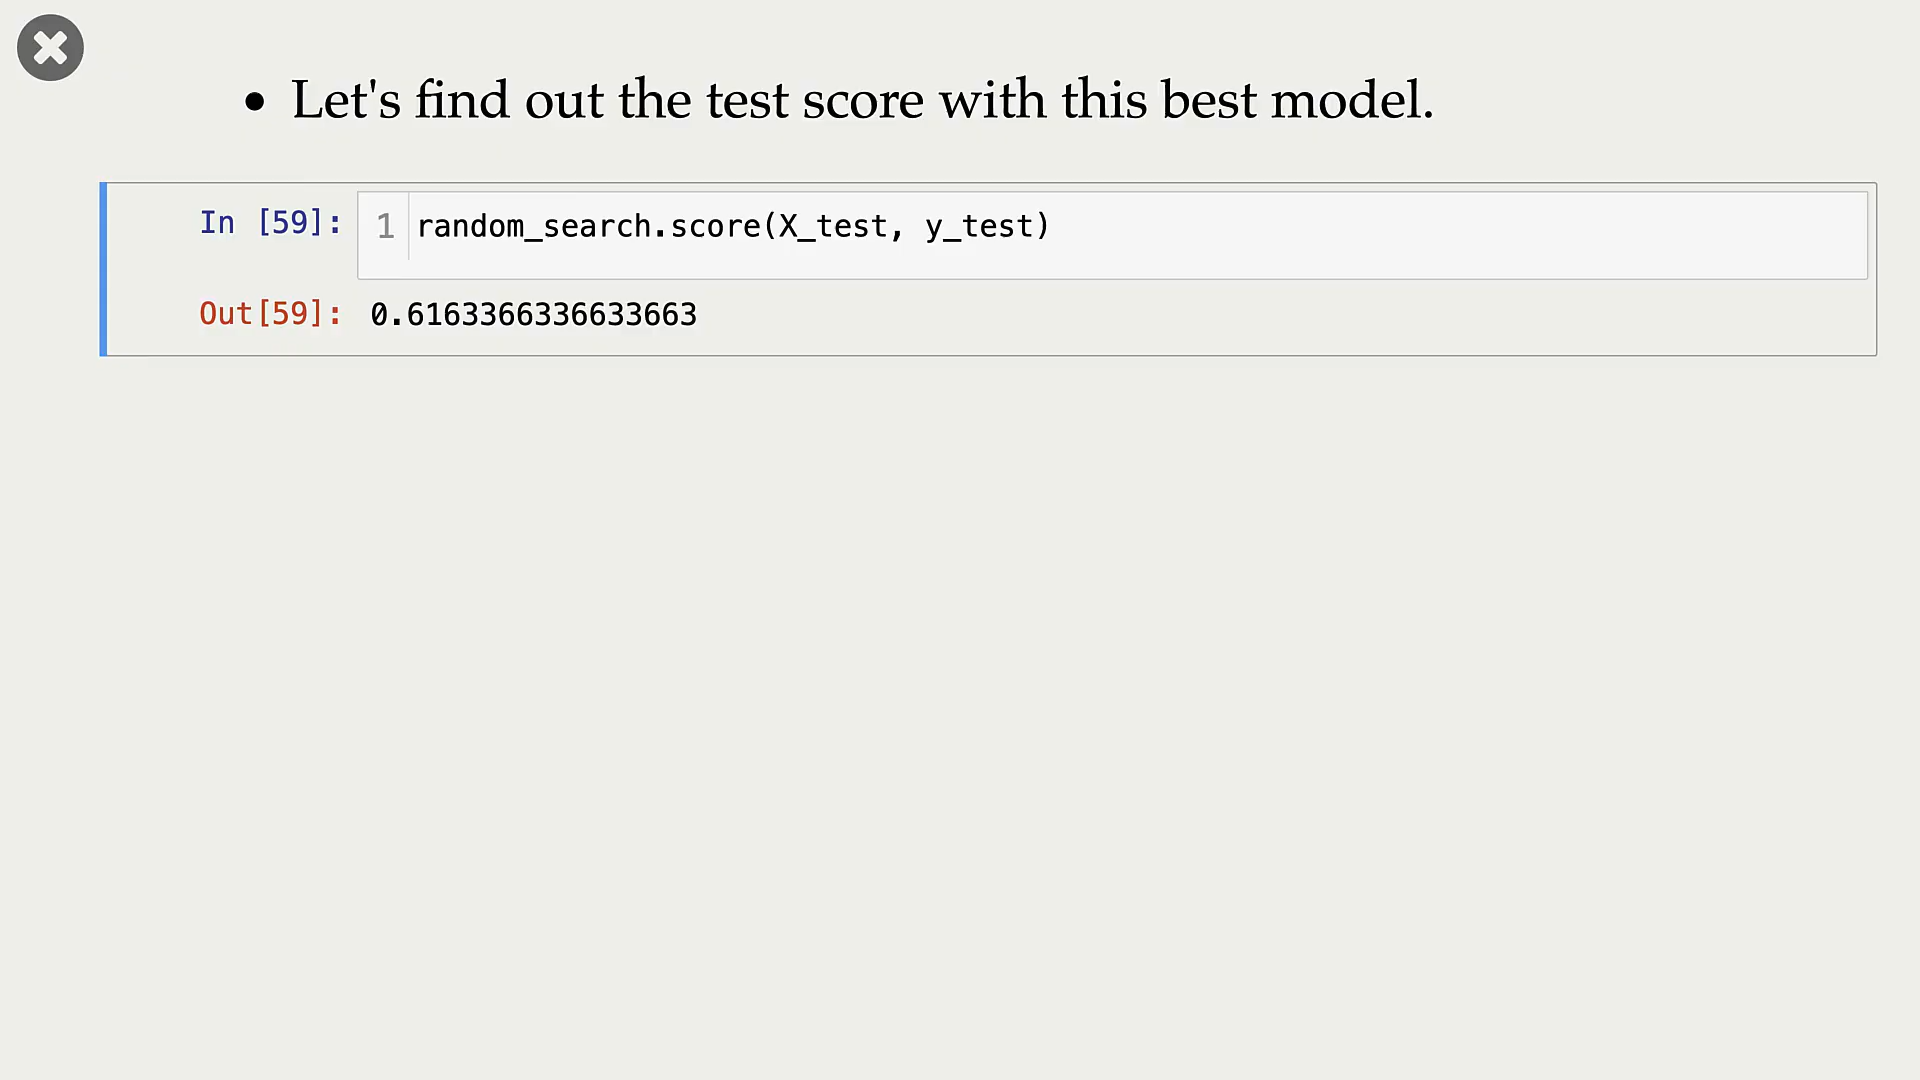 • Let's find out the test score with this best model.
In [59]: 1 random_search.score(X_test, y_test)
Out[59]: 0.6163366336633663